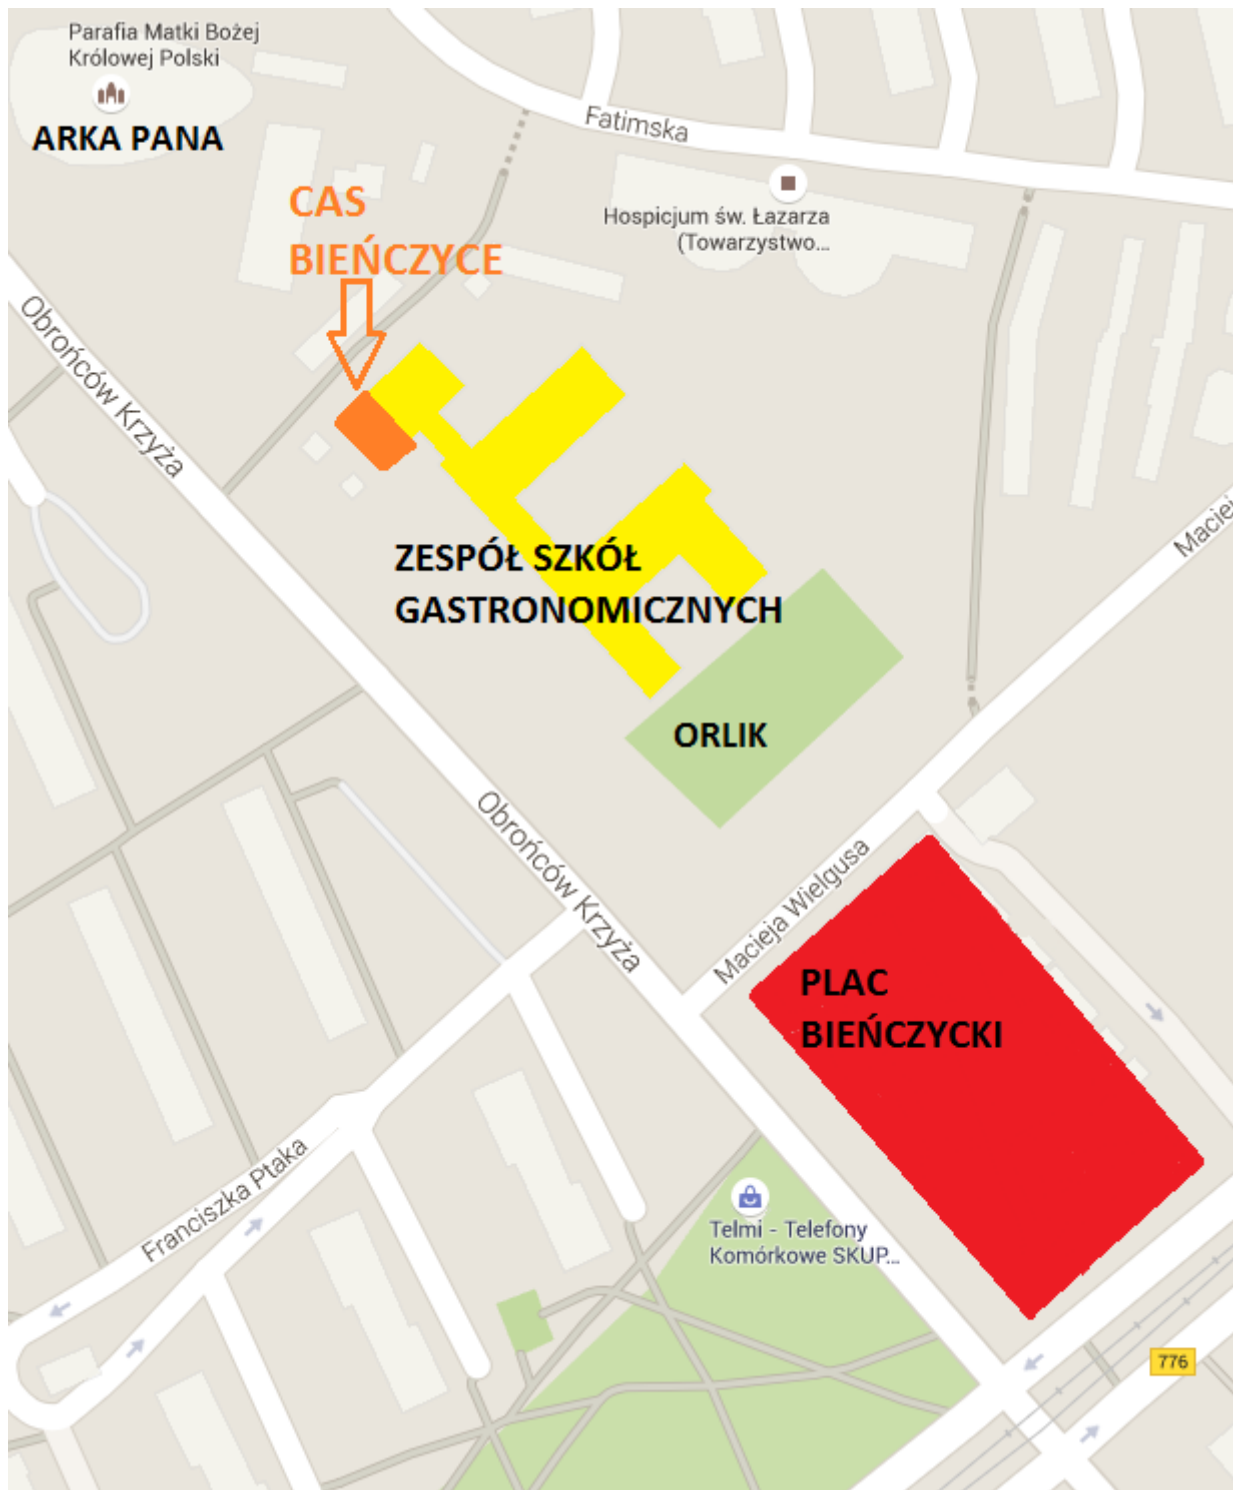 Parafia Matki Bożej
Królowej Polski
ARKA PANA
Fatimska
CAS
BIEŃCZYCE
Hospicjum św. Łazarza
(Towarzystwo...
Obrońców Krzyża
Maciej
ZESPÓŁ SZKÓŁ
GASTRONOMICZNYCH
ORLIK
Obrońców Krzyża
Macieja Wielgusa
PLAC
BIEŃCZYCKI
Franciszka Ptaka
Telmi - Telefony
Komórkowe SKUP...
776